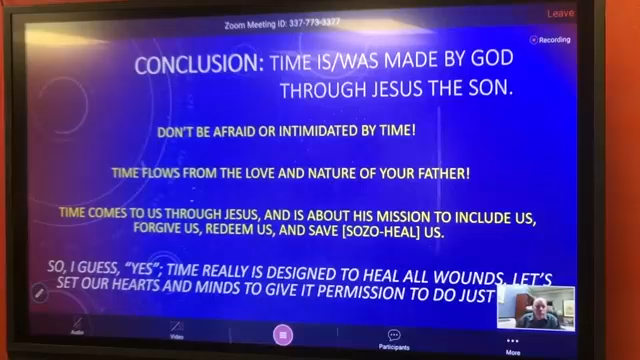 Zoom Meeting ID: 337-773-3377
Leave
Recording
CONCLUSION: TIME IS/WAS MADE BY GOD
THROUGH JESUS THE SON.
DON'T BE AFRAID OR INTIMIDATED BY TIME!
TIME FLOWS FROM THE LOVE AND NATURE OF YOUR FATHER!
TIME COMES TO US THROUGH JESUS, AND IS ABOUT HIS MISSION TO INCLUDE US,
FORGIVE US, REDEEM US, AND SAVE [SOZO-HEAL] US.
SO, I GUESS, "YES"; TIME REALLY IS DESIGNED TO HEAL ALL WOUNDS. LET'S
SET OUR HEARTS AND MINDS TO GIVE IT PERMISSION TO DO JUST
Audio
Video
Participants
More